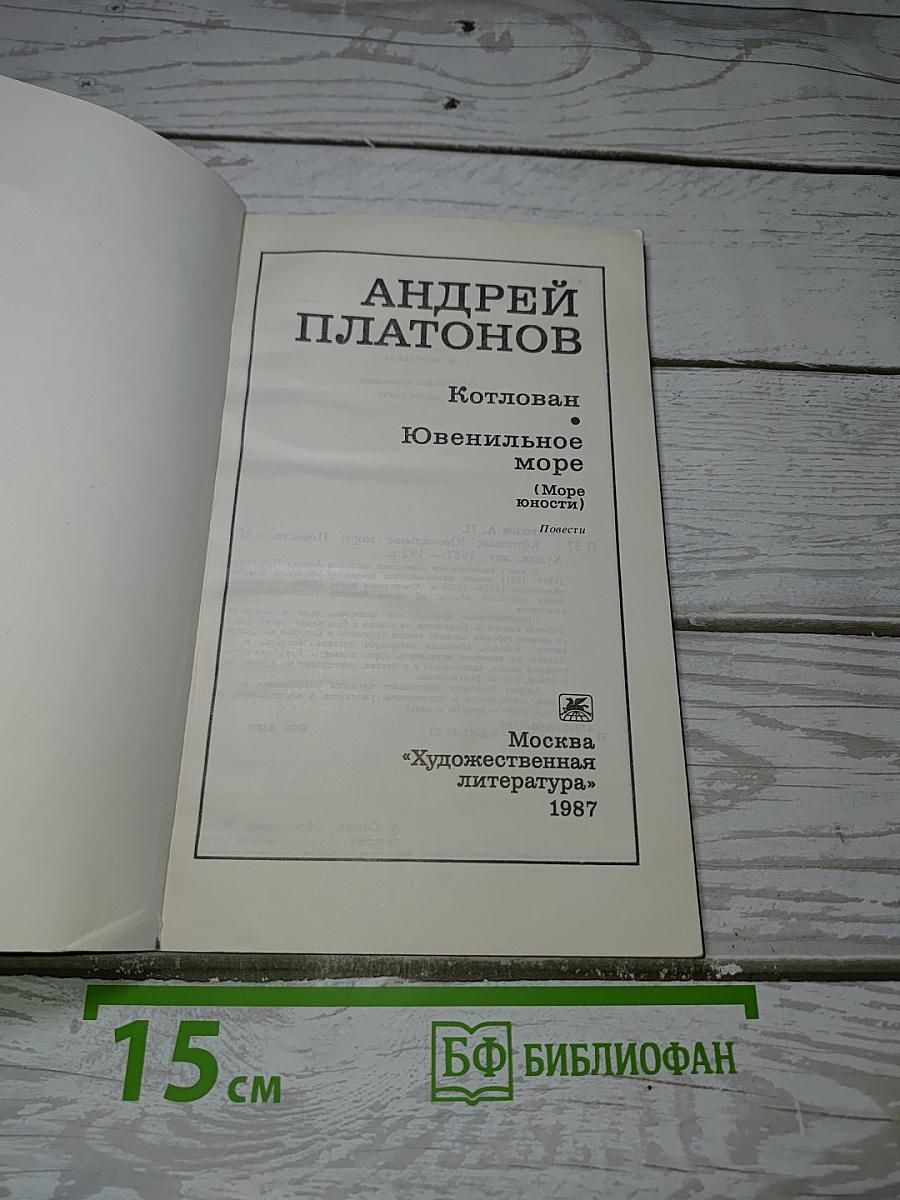 АНДРЕЙ
ПЛАТОНОВ
Котлован
•
Ювенильное
море
(Море
юности)
Повести
Москва
«Художественная
литература»
1987
15 см
БФ БИБЛИОФАН